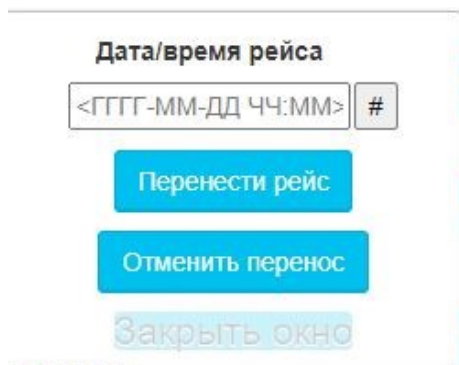 Дата/время рейса
<ГГГГ-ММ-ДД ЧЧ:ММ> #
Перенести рейс
Отменить перенос
Закрыть окно